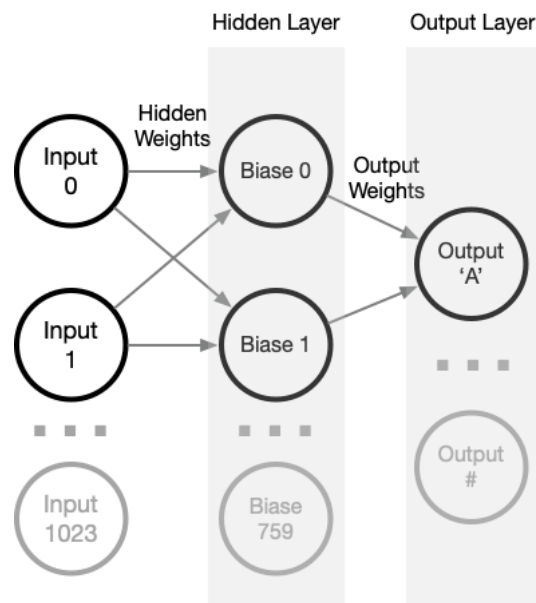 Hidden Layer
Output Layer
Hidden
Weights
Input
0
Biase 0
Output
Weights
Output
‘A’
Input
1
Biase 1
Input
1023
Biase
759
Output
#